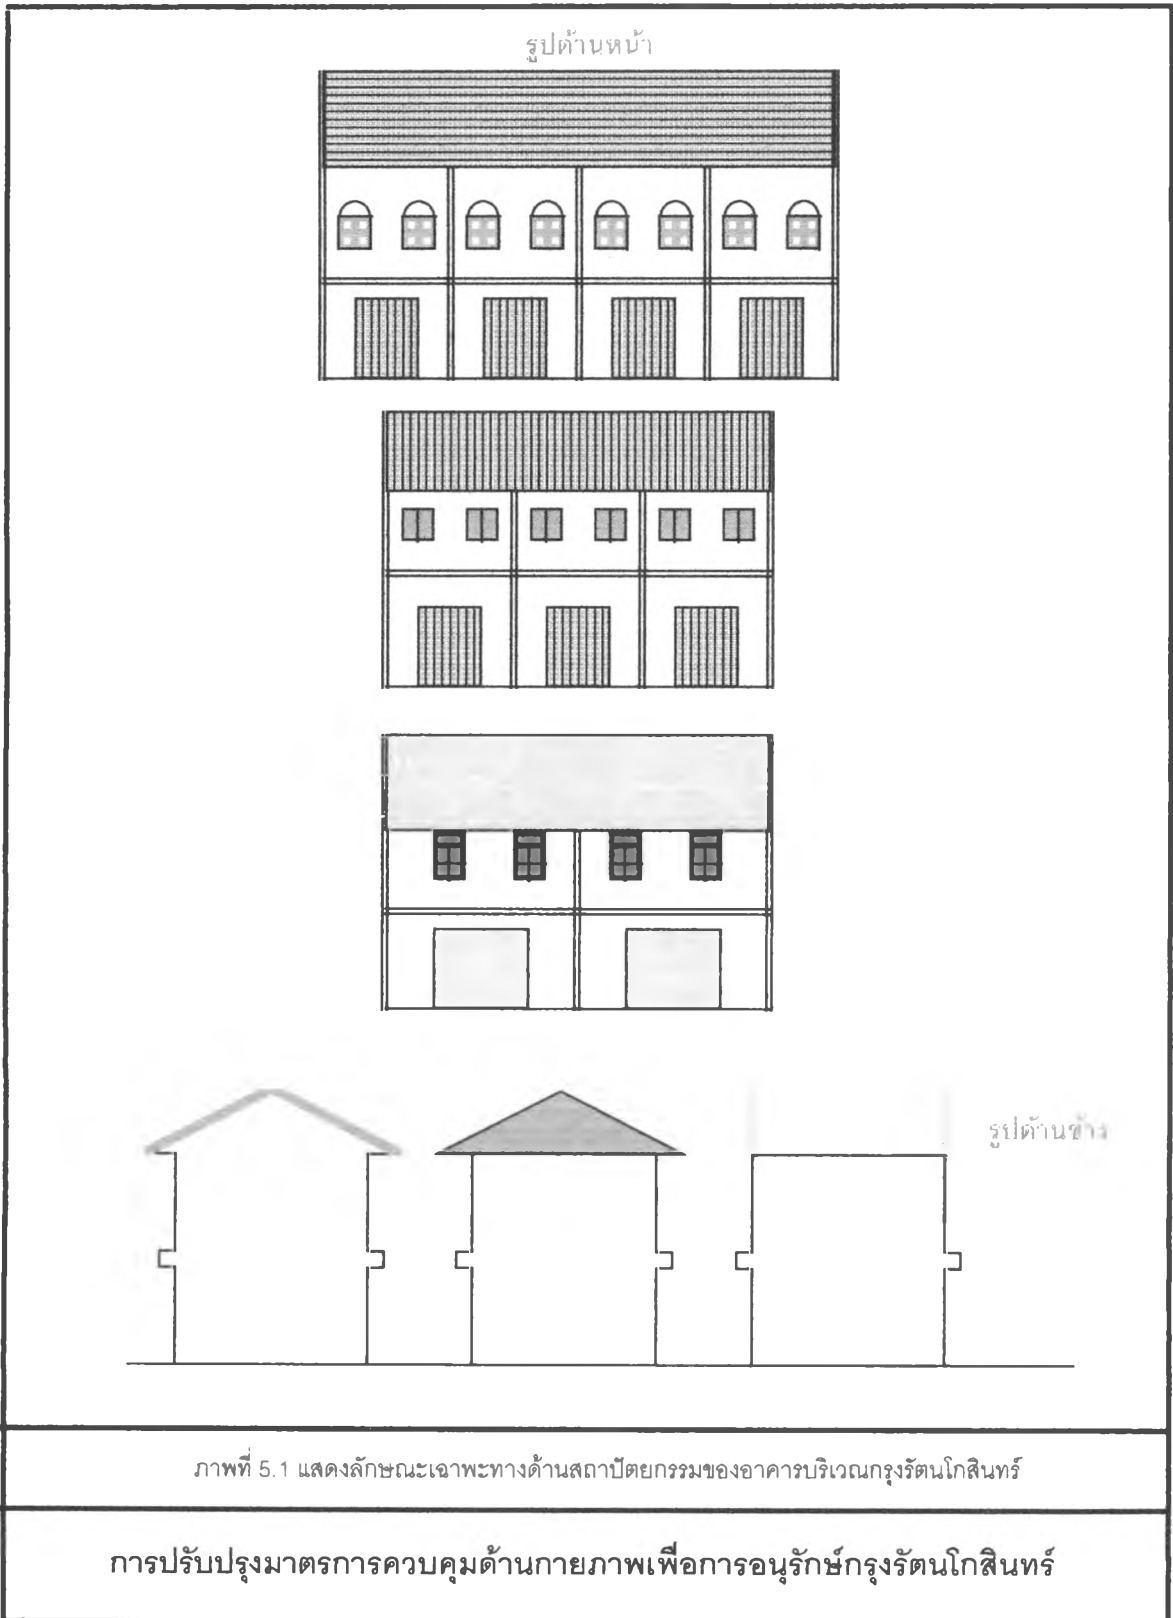 รูปด้านหน้า
รูปด้านข้าง
ภาพที่ 5.1 แสดงลักษณะเฉพาะทางด้านสถาปัตยกรรมของอาคารบริเวณกรุงรัตนโกสินทร์
การปรับปรุงมาตรการควบคุมด้านกายภาพเพื่อการอนุรักษ์กรุงรัตนโกสินทร์